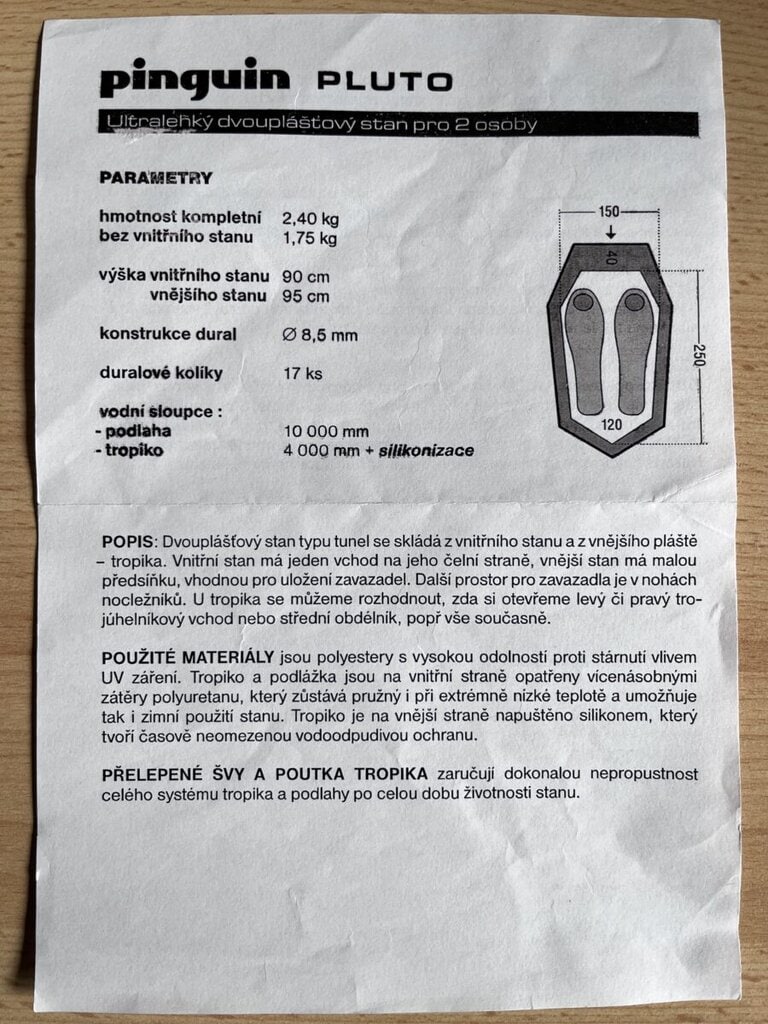 pinguin PLUTO
Ultralehký dvouplášťový stan pro 2 osoby
PARAMETRY
hmotnost kompletní 2,40 kg
bez vnitřního stanu 1,75 kg
výška vnitřního stanu 90 cm
vnějšího stanu 95 cm
konstrukce dural Ø 8,5 mm
duralové kolíky 17 ks
vodní sloupce :
- podlaha 10 000 mm
- tropiko 4 000 mm + silikonizace
150
40
250
120
POPIS: Dvouplášťový stan typu tunel se skládá z vnitřního stanu a z vnějšího pláště
– tropika. Vnitřní stan má jeden vchod na jeho čelní straně, vnější stan má malou
předsíňku, vhodnou pro uložení zavazadel. Další prostor pro zavazadla je v nohách
nocležníků. U tropika se můžeme rozhodnout, zda si otevřeme levý či pravý tro-
júhelníkový vchod nebo střední obdélník, popř vše současně.
POUŽITÉ MATERIÁLY jsou polyestery s vysokou odolností proti stárnutí vlivem
UV záření. Tropiko a podlážka jsou na vnitřní straně opatřeny vícenásobnými
zátěry polyuretanu, který zůstává pružný i při extrémně nízké teplotě a umožňuje
tak i zimní použití stanu. Tropiko je na vnější straně napuštěno silikonem, který
tvoří časově neomezenou vodoodpudivou ochranu.
PŘELEPENÉ ŠVY A POUTKA TROPIKA zaručují dokonalou nepropustnost
celého systému tropika a podlahy po celou dobu životnosti stanu.